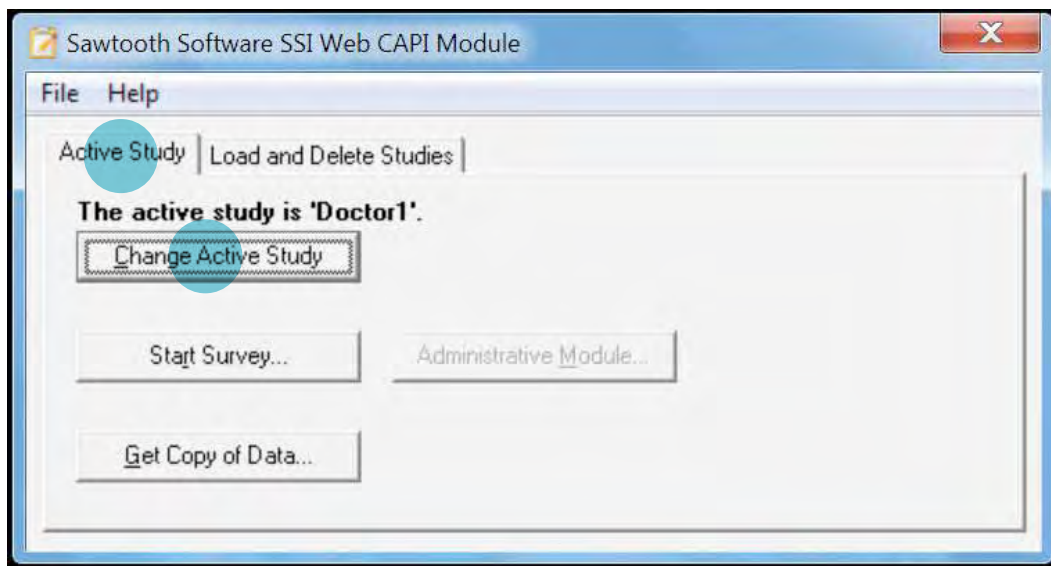 Sawtooth Software SSI Web CAPI Module
File Help
Active Study Load and Delete Studies
The active study is 'Doctor1'.
Change Active Study
Start Survey... Administrative Module...
Get Copy of Data...